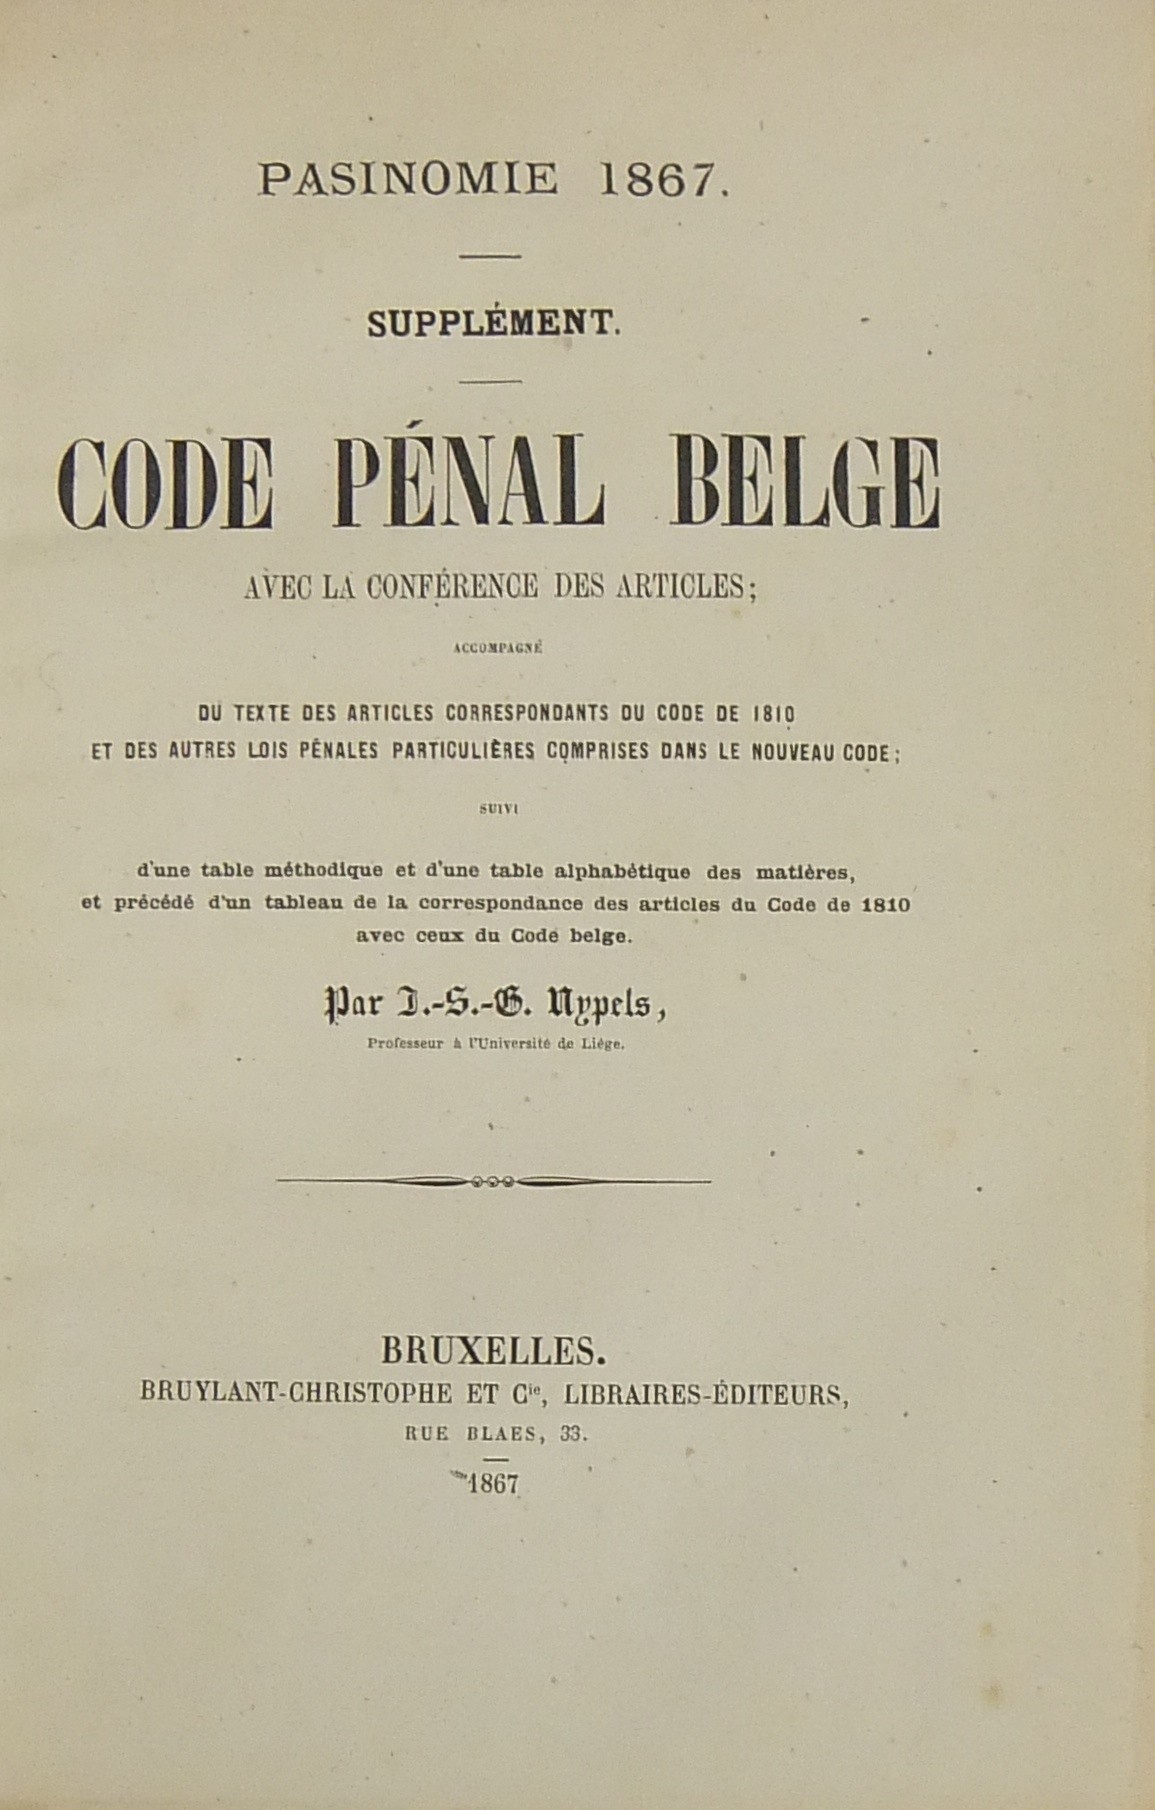 PASINOMIE 1867.
SUPPLÉMENT.
CODE PÉNAL BELGE
AVEC LA CONFÉRENCE DES ARTICLES;
ACCOMPAGNÉ
DU TEXTE DES ARTICLES CORRESPONDANTS DU CODE DE 1810
ET DES AUTRES LOIS PÉNALES PARTICULIÈRES COMPRISES DANS LE NOUVEAU CODE;
SUIVI
d'une table méthodique et d'une table alphabétique des matières,
et précédé d'un tableau de la correspondance des articles du Code de 1810
avec ceux du Code belge.
Par J.-S.-G. Nypels,
Professeur à l'Université de Liége.
BRUXELLES.
BRUYLANT-CHRISTOPHE ET Cie, LIBRAIRES-ÉDITEURS,
RUE BLAES, 33.
1867